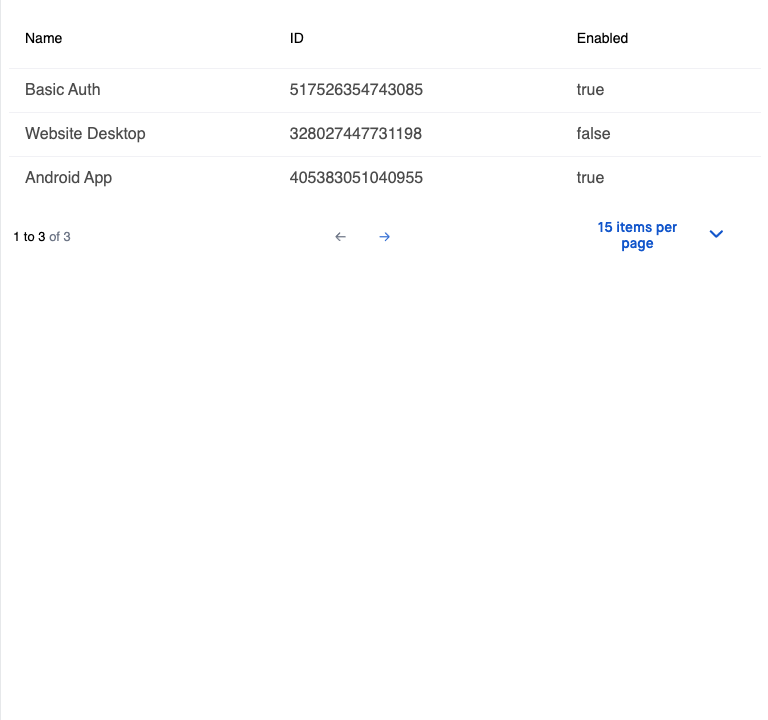 Name ID Enabled
Basic Auth 517526354743085 true
Website Desktop 328027447731198 false
Android App 405383051040955 true
1 to 3 of 3
15 items per
page